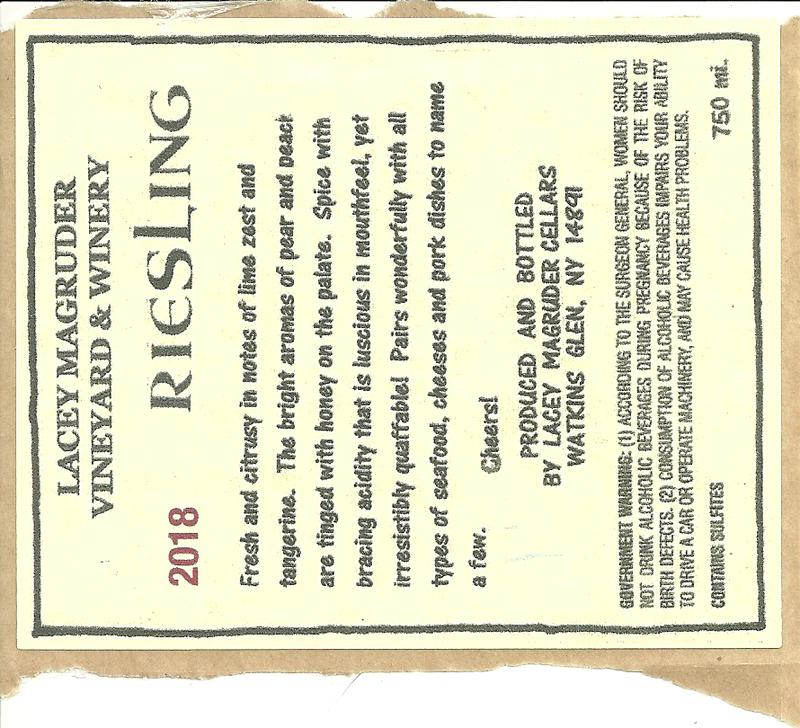 LACEY MAGRUDER
VINEYARD & WINERY
2018 RIESLING
Fresh and citrusy in notes of lime zest and
tangerine. The bright aromas of pear and peach
are tinged with honey on the palate. Spice with
bracing acidity that is luscious in mouthfeel, yet
irresistibly quaffable! Pairs wonderfully with all
types of seafood, cheeses and pork dishes to name
a few.
Cheers!
PRODUCED AND BOTTLED
BY LACEY MAGRUDER CELLARS
WATKINS GLEN, NY 14891
GOVERNMENT WARNING: (1) ACCORDING TO THE SURGEON GENERAL, WOMEN SHOULD
NOT DRINK ALCOHOLIC BEVERAGES DURING PREGNANCY BECAUSE OF THE RISK OF
BIRTH DEFECTS. (2) CONSUMPTION OF ALCOHOLIC BEVERAGES IMPAIRS YOUR ABILITY
TO DRIVE A CAR OR OPERATE MACHINERY, AND MAY CAUSE HEALTH PROBLEMS.
CONTAINS SULFITES 750 mi.